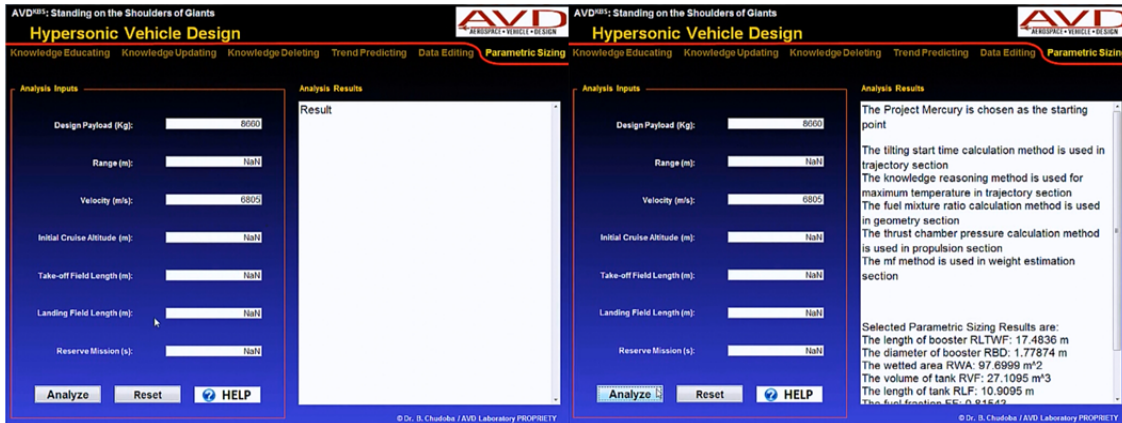 AVDKBS: Standing on the Shoulders of Giants
Hypersonic Vehicle Design
AVD
AEROSPACE • VEHICLE • DESIGN
Knowledge Educating Knowledge Updating Knowledge Deleting Trend Predicting Data Editing Parametric Sizing
Analysis Inputs
Design Payload (Kg): 8660
Range (m): NaN
Velocity (m/s): 6805
Initial Cruise Altitude (m): NaN
Take-off Field Length (m): NaN
Landing Field Length (m): NaN
Reserve Mission (s): NaN
Analyze Reset ? HELP
Analysis Results
Result
© Dr. B. Chudoba / AVD Laboratory PROPRIETY
AVDKBS: Standing on the Shoulders of Giants
Hypersonic Vehicle Design
AVD
AEROSPACE • VEHICLE • DESIGN
Knowledge Educating Knowledge Updating Knowledge Deleting Trend Predicting Data Editing Parametric Sizin
Analysis Inputs
Design Payload (Kg): 8660
Range (m): NaN
Velocity (m/s): 6805
Initial Cruise Altitude (m): NaN
Take-off Field Length (m): NaN
Landing Field Length (m): NaN
Reserve Mission (s): NaN
Analyze Reset ? HELP
Analysis Results
The Project Mercury is chosen as the starting
point
The tilting start time calculation method is used in
trajectory section
The knowledge reasoning method is used for
maximum temperature in trajectory section
The fuel mixture ratio calculation method is used
in geometry section
The thrust chamber pressure calculation method
is used in propulsion section
The mf method is used in weight estimation
section
Selected Parametric Sizing Results are:
The length of booster RLTWF: 17.4836 m
The diameter of booster RBD: 1.77874 m
The wetted area RWA: 97.6999 m^2
The volume of tank RVF: 27.1095 m^3
The length of tank RLF: 10.9095 m
The fuel fraction FF: 0.81543
© Dr. B. Chudoba / AVD Laboratory PROPRIETY